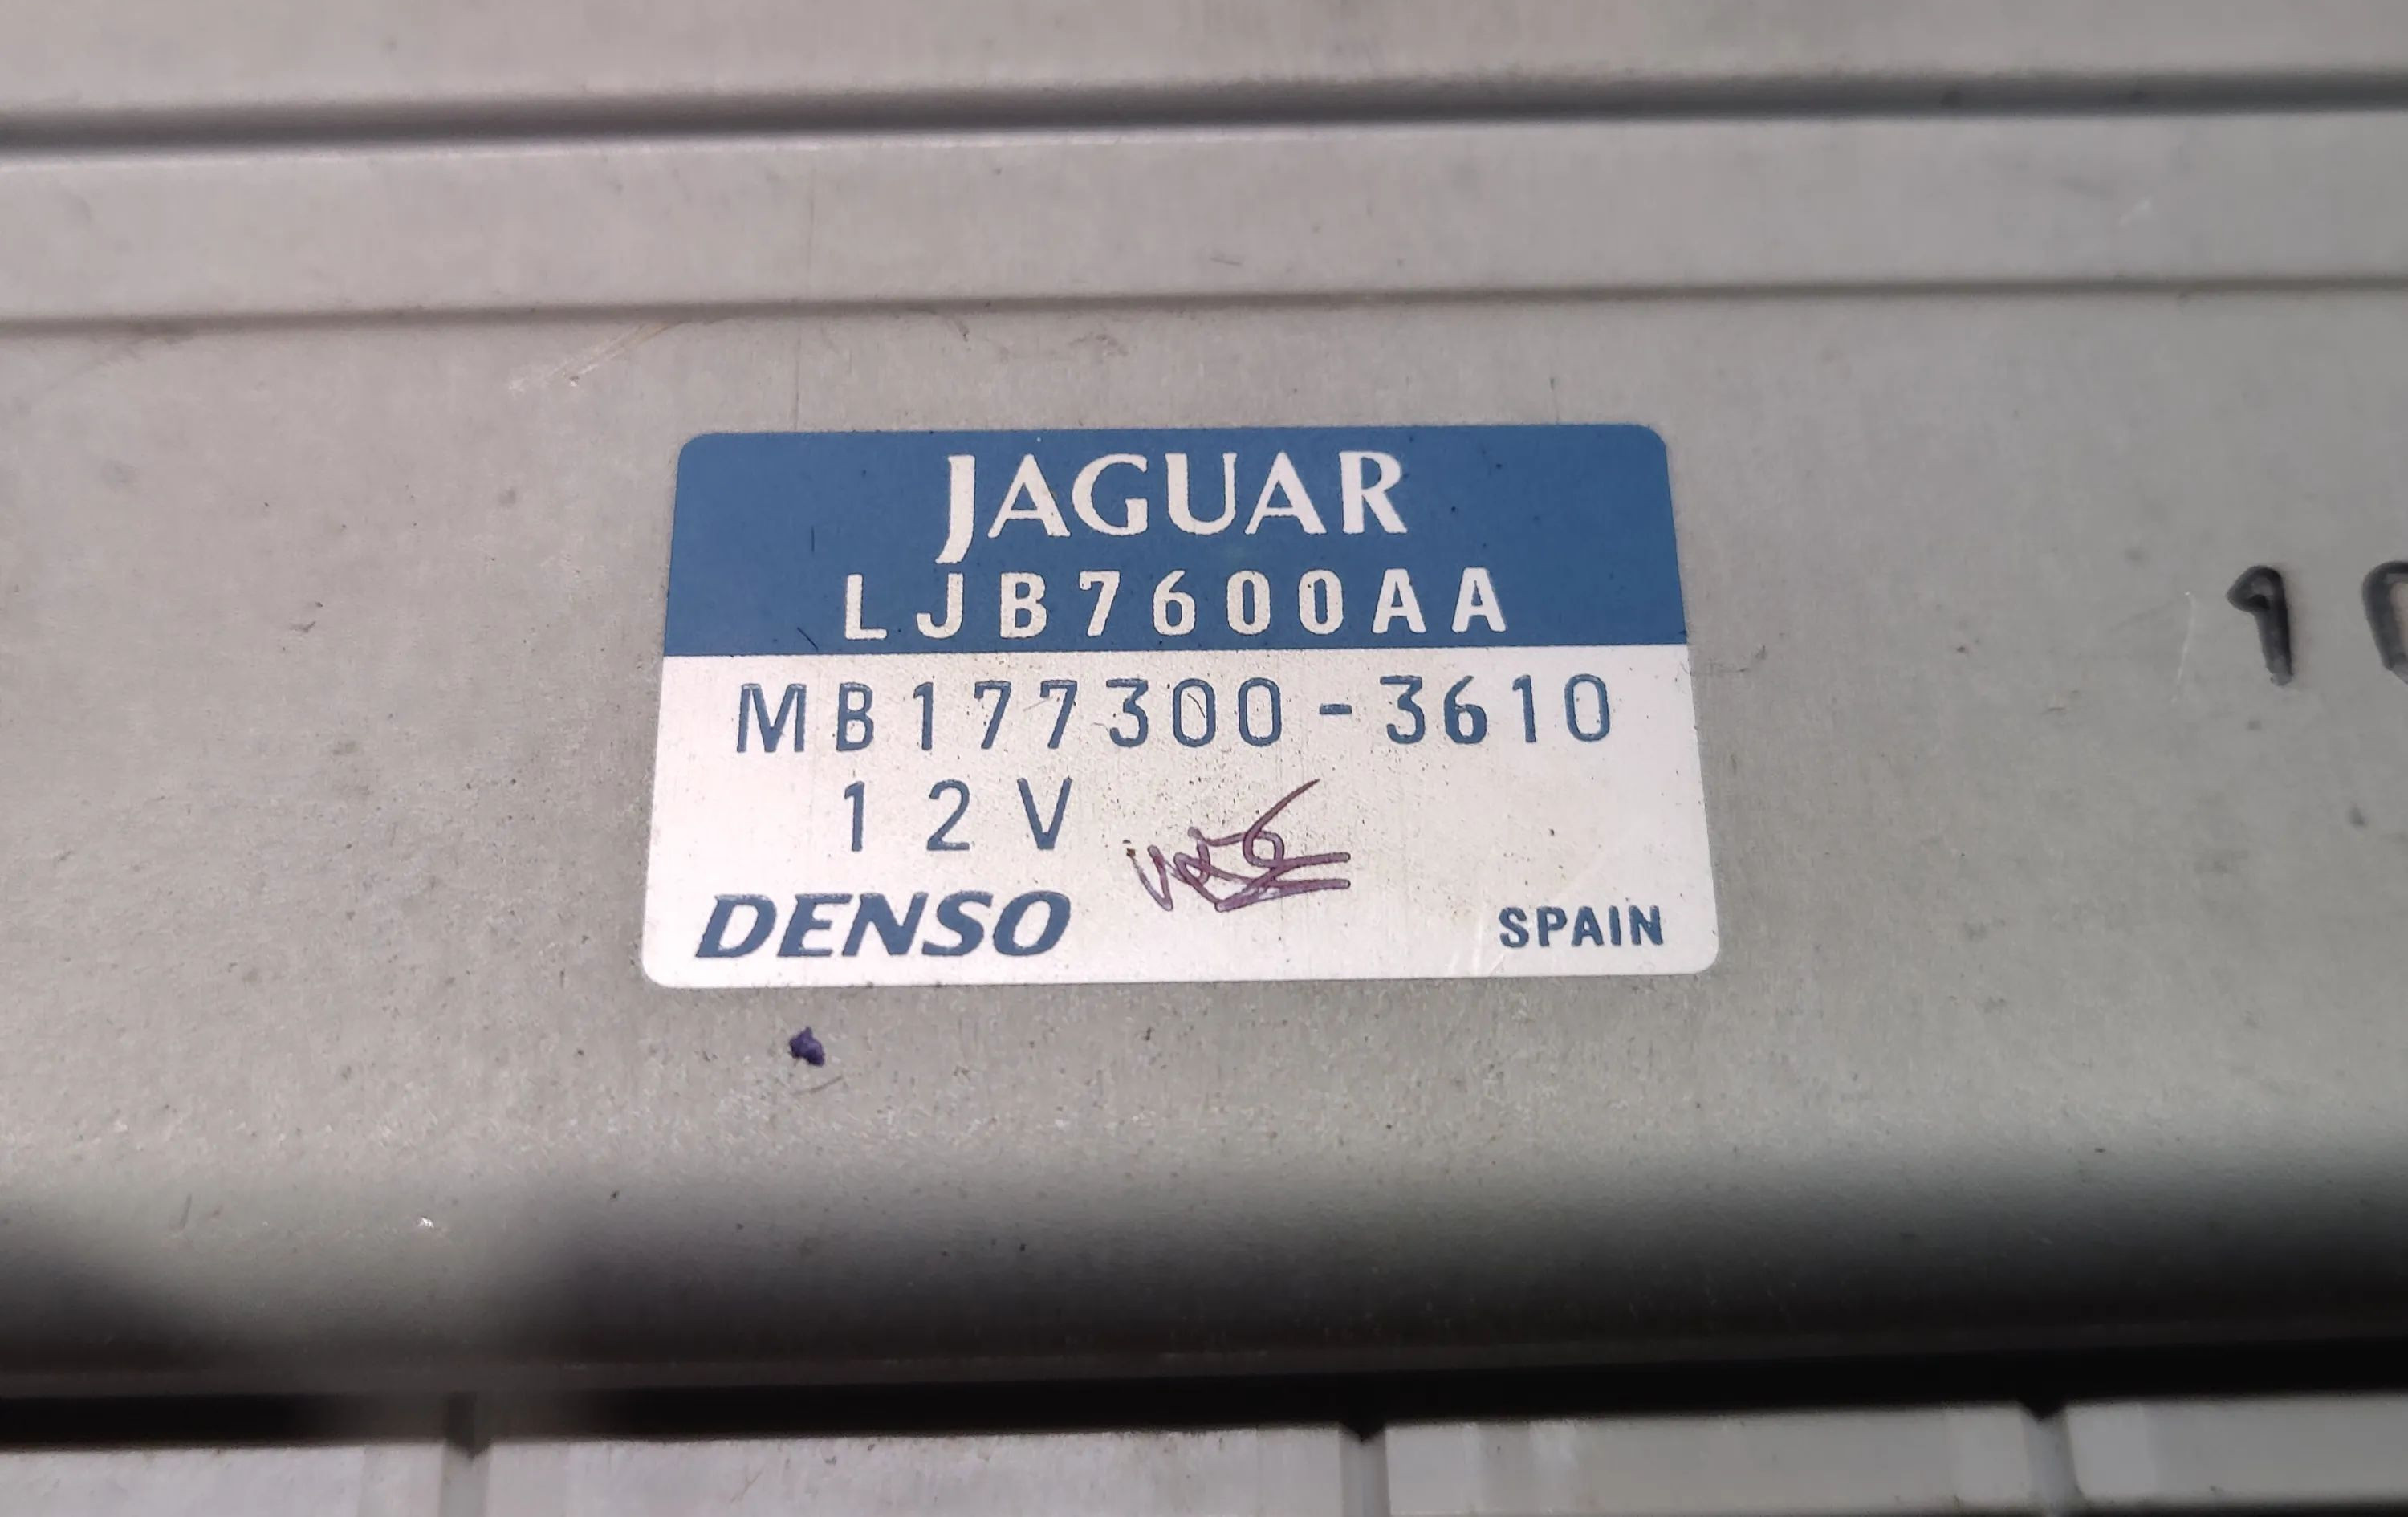 JAGUAR
LJB7600AA
MB177300-3610
12V
DENSO
SPAIN